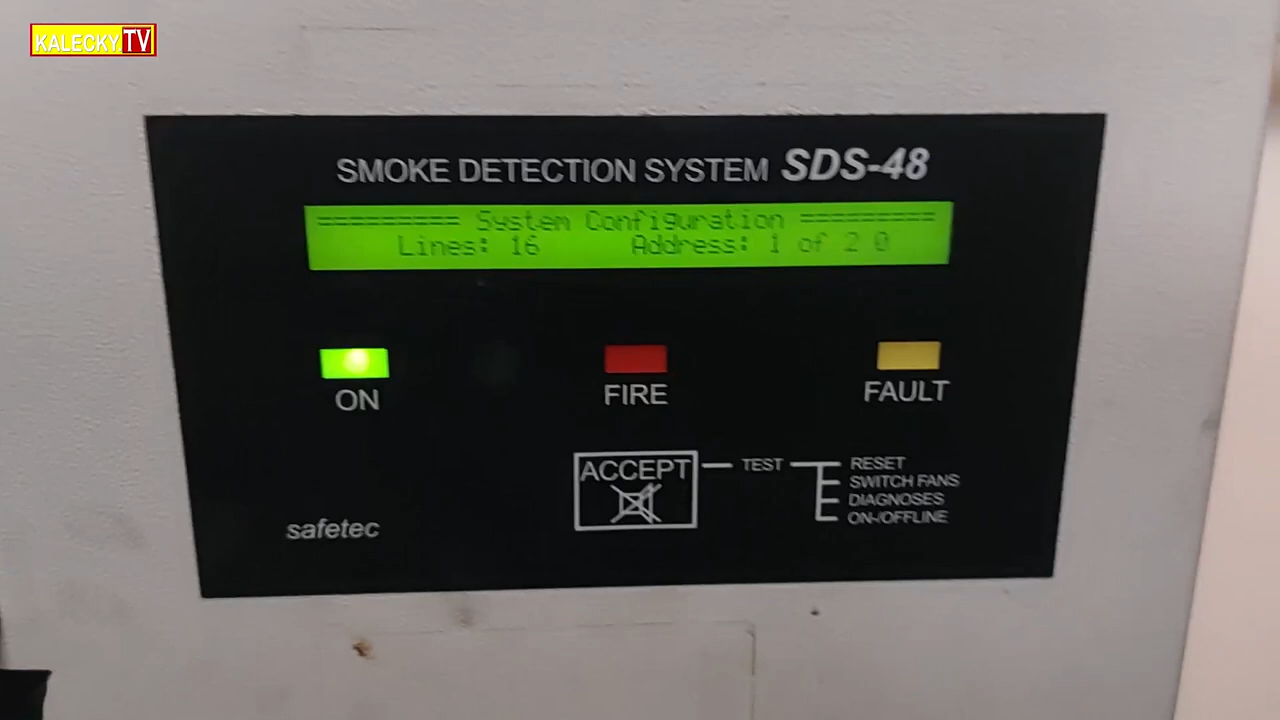 KALECKY TV
SMOKE DETECTION SYSTEM SDS-48
========= System Configuration =========
Lines: 16 Address: 1 of 2 0
ON
FIRE
FAULT
ACCEPT
TEST
RESET
SWITCH FANS
DIAGNOSES
ON-/OFFLINE
safetec